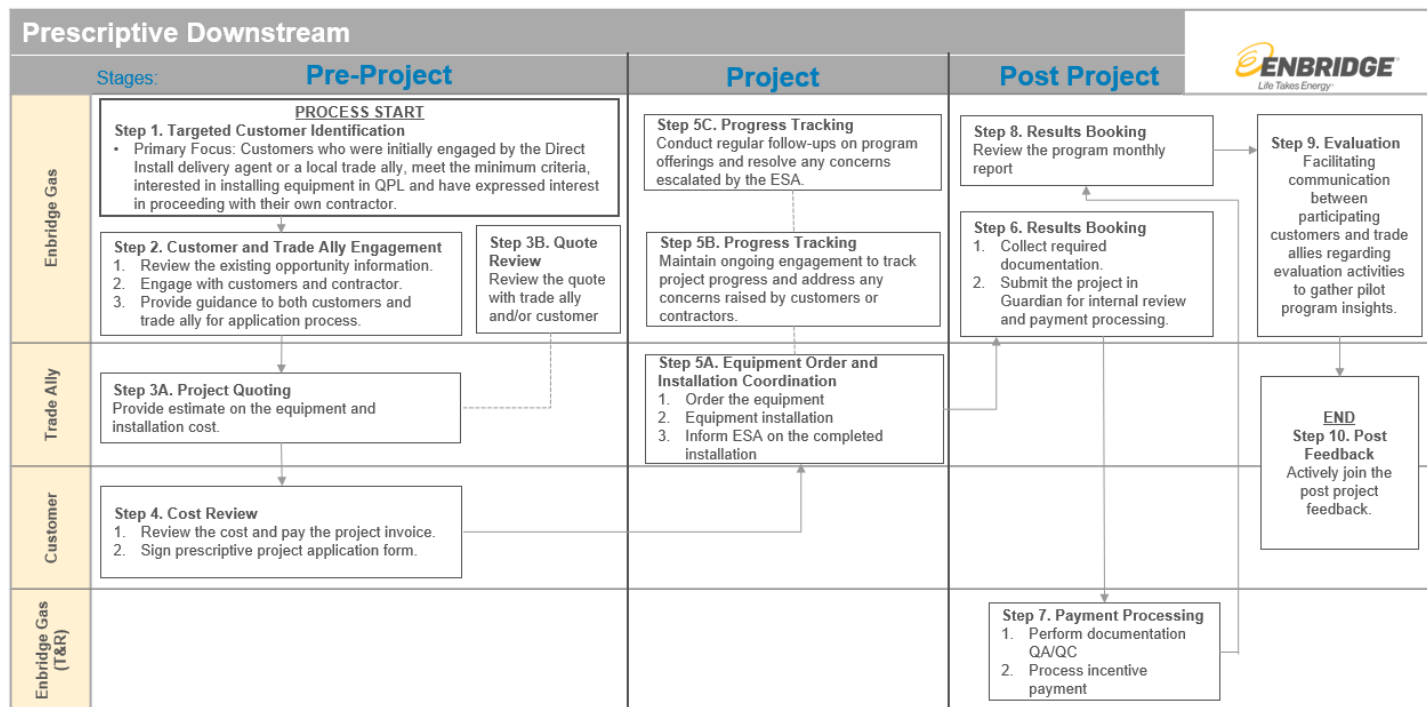 Prescriptive Downstream
ENBRIDGE
Life Takes Energy
Stages:
Pre-Project
Project
Post Project
Enbridge Gas
PROCESS START
Step 1. Targeted Customer Identification
• Primary Focus: Customers who were initially engaged by the Direct
Install delivery agent or a local trade ally, meet the minimum criteria,
interested in installing equipment in QPL and have expressed interest
in proceeding with their own contractor.
Step 2. Customer and Trade Ally Engagement
1. Review the existing opportunity information.
2. Engage with customers and contractor.
3. Provide guidance to both customers and
trade ally for application process.
Step 3B. Quote
Review
Review the quote
with trade ally
and/or customer
Step 5C. Progress Tracking
Conduct regular follow-ups on program
offerings and resolve any concerns
escalated by the ESA.
Step 5B. Progress Tracking
Maintain ongoing engagement to track
project progress and address any
concerns raised by customers or
contractors.
Step 8. Results Booking
Review the program monthly
report
Step 6. Results Booking
1. Collect required
documentation.
2. Submit the project in
Guardian for internal review
and payment processing.
Step 9. Evaluation
Facilitating
communication
between
participating
customers and trade
allies regarding
evaluation activities
to gather pilot
program insights.
Trade Ally
Step 3A. Project Quoting
Provide estimate on the equipment and
installation cost.
Step 5A. Equipment Order and
Installation Coordination
1. Order the equipment
2. Equipment installation
3. Inform ESA on the completed
installation
END
Step 10. Post
Feedback
Actively join the
post project
feedback.
Customer
Step 4. Cost Review
1. Review the cost and pay the project invoice.
2. Sign prescriptive project application form.
Enbridge Gas
(T&R)
Step 7. Payment Processing
1. Perform documentation
QA/QC
2. Process incentive
payment